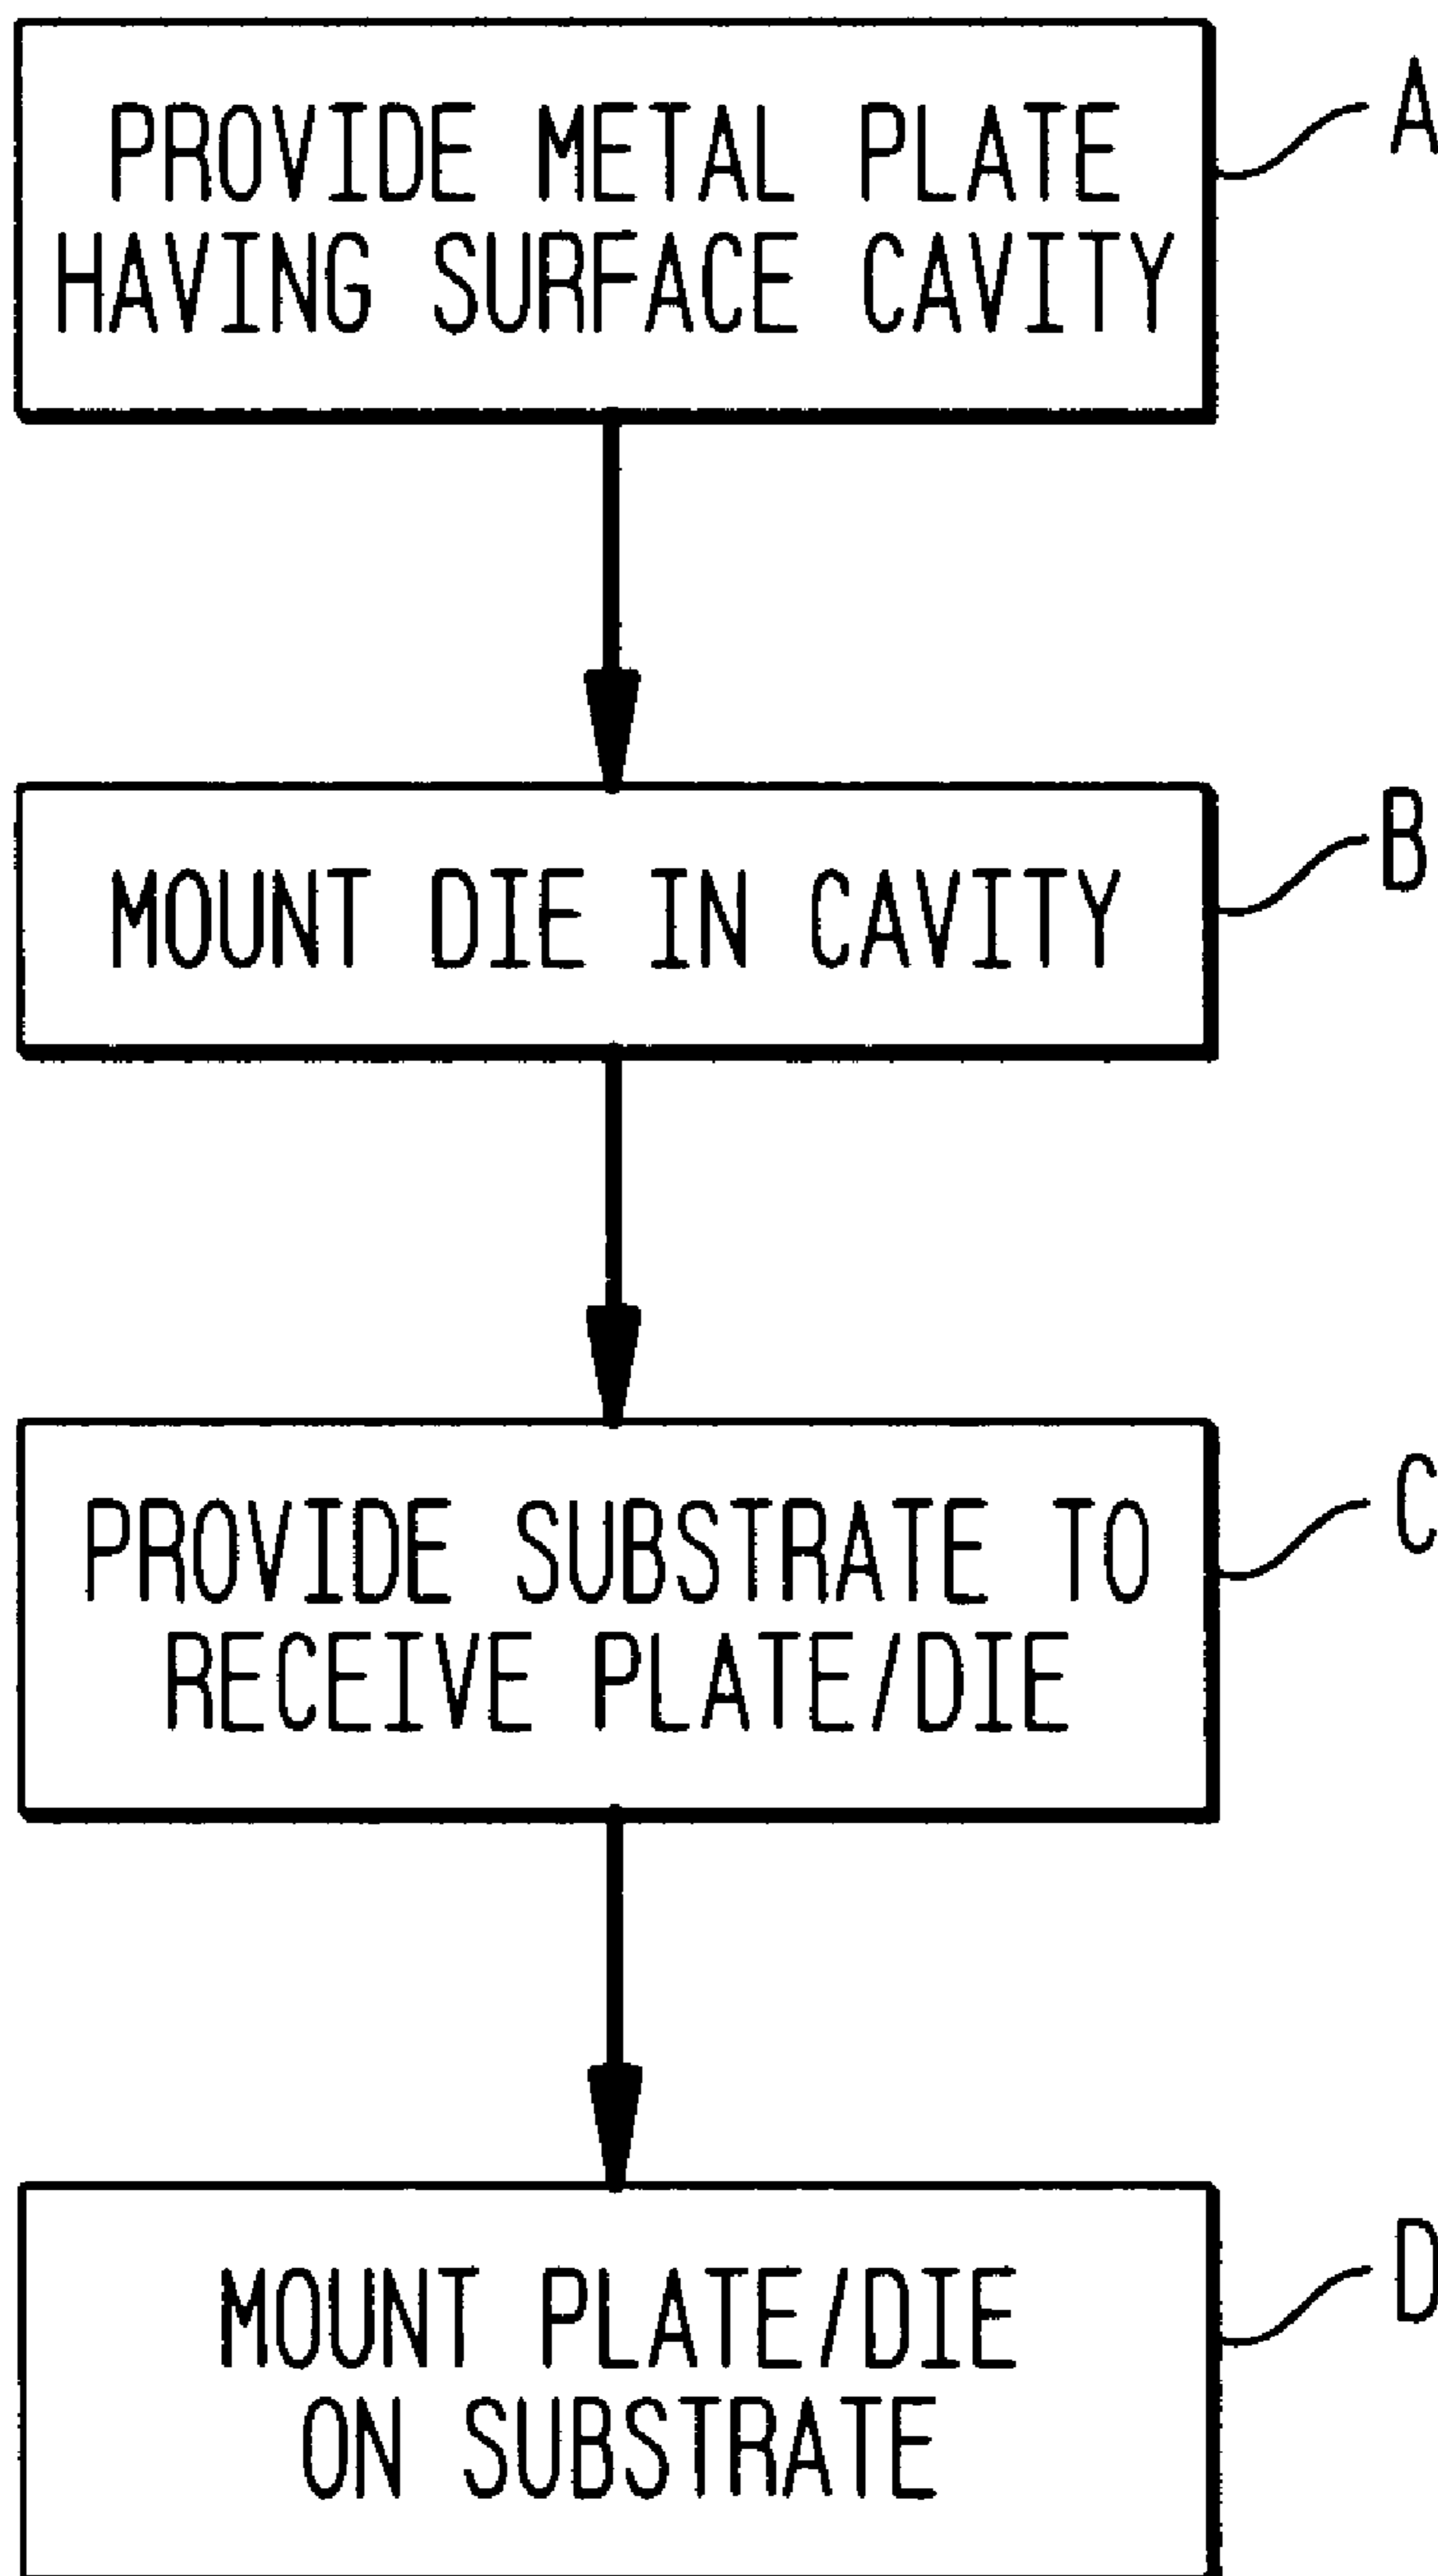 PROVIDE METAL PLATE
HAVING SURFACE CAVITY
A
MOUNT DIE IN CAVITY
B
PROVIDE SUBSTRATE TO
RECEIVE PLATE/DIE
C
MOUNT PLATE/DIE
ON SUBSTRATE
D